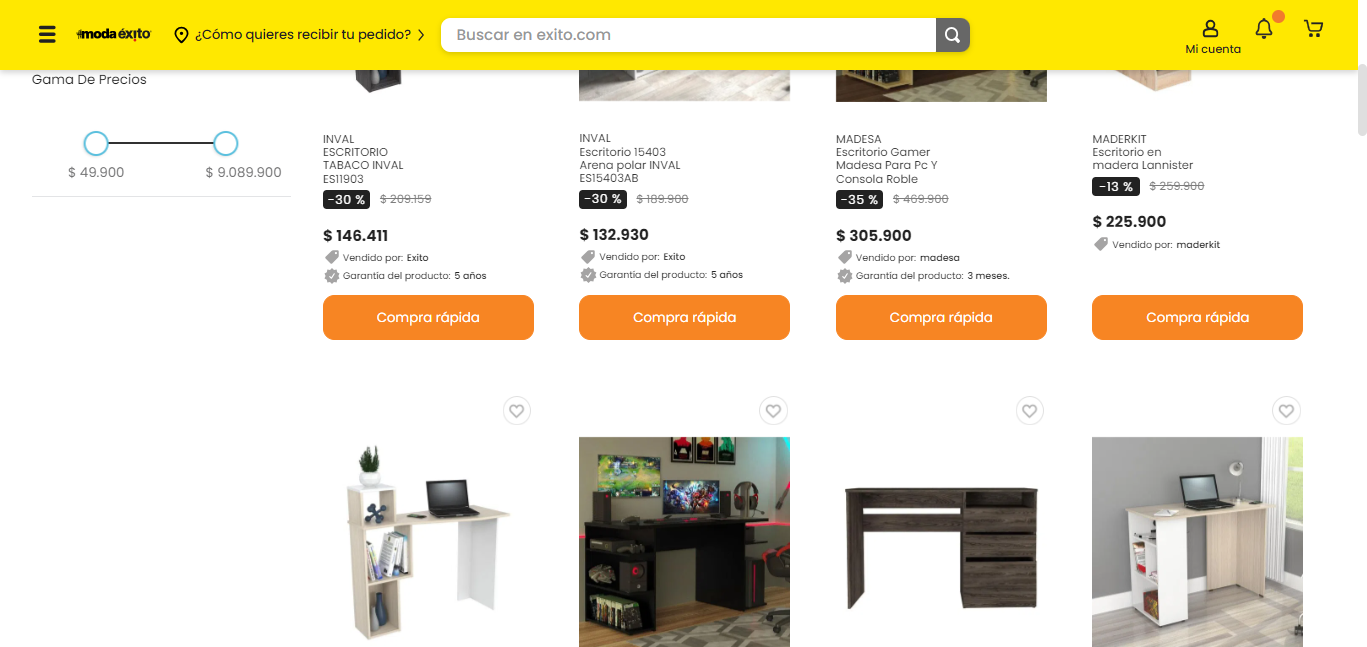 moda éxito
¿Cómo quieres recibir tu pedido?
Buscar en exito.com
Mi cuenta
Gama De Precios
$ 49.900
$ 9.089.900
INVAL
ESCRITORIO
TABACO INVAL
ES11903
-30 %
$ 209.159
$ 146.411
Vendido por: Exito
Garantía del producto: 5 años
Compra rápida
INVAL
Escritorio 15403
Arena polar INVAL
ES15403AB
-30 %
$ 189.900
$ 132.930
Vendido por: Exito
Garantía del producto: 5 años
Compra rápida
MADESA
Escritorio Gamer
Madesa Para Pc Y
Consola Roble
-35 %
$ 469.900
$ 305.900
Vendido por: madesa
Garantía del producto: 3 meses.
Compra rápida
MADERKIT
Escritorio en
madera Lannister
-13 %
$ 259.900
$ 225.900
Vendido por: maderkit
Compra rápida